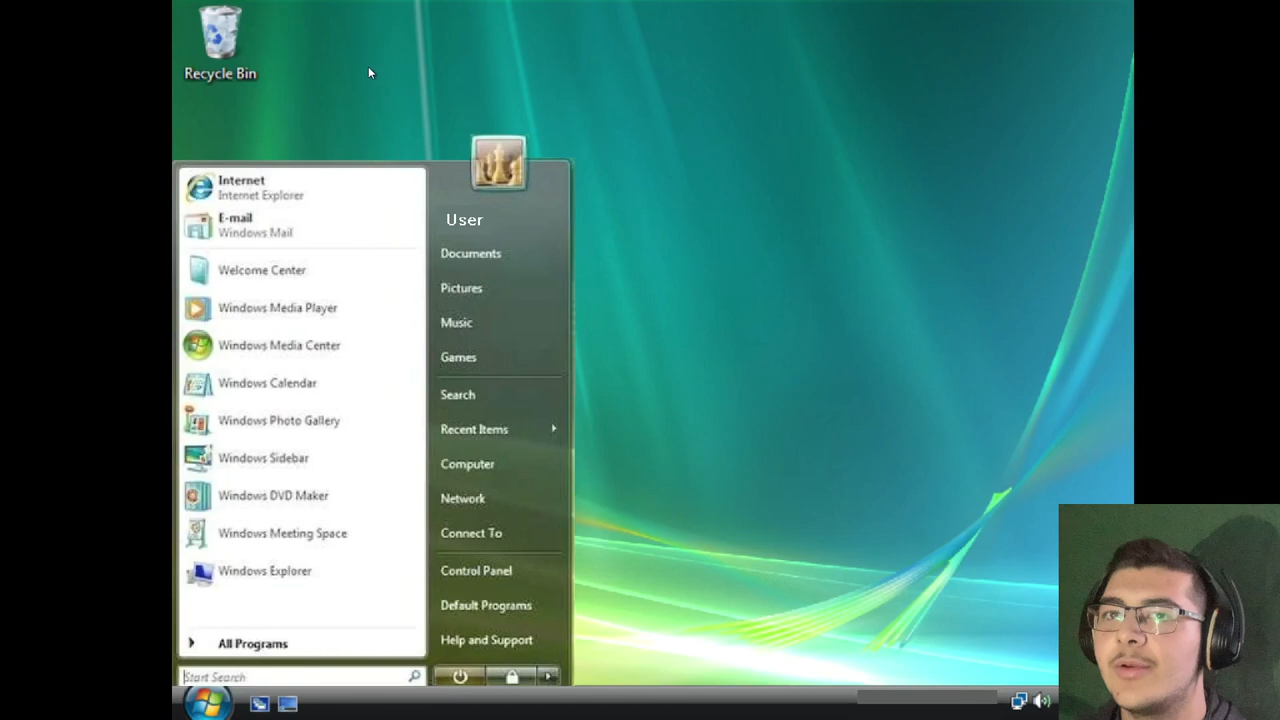 Recycle Bin
Internet
Internet Explorer
E-mail
Windows Mail
Welcome Center
Windows Media Player
Windows Media Center
Windows Calendar
Windows Photo Gallery
Windows Sidebar
Windows DVD Maker
Windows Meeting Space
Windows Explorer
All Programs
Start Search
User
Documents
Pictures
Music
Games
Search
Recent Items
Computer
Network
Connect To
Control Panel
Default Programs
Help and Support